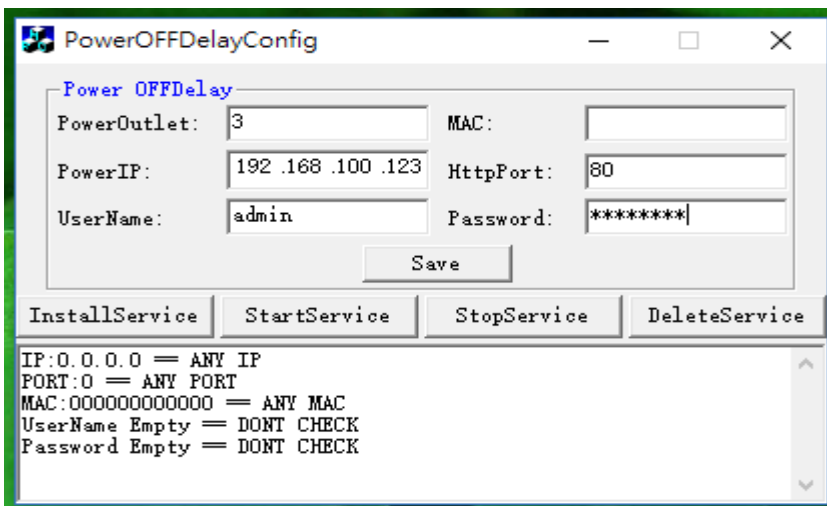 PowerOFFDelayConfig
Power OFFDelay
PowerOutlet: 3 MAC:
PowerIP: 192 .168 .100 .123 HttpPort: 80
UserName: admin Password: ********
Save
InstallService StartService StopService DeleteService
IP:0.0.0.0 == ANY IP
PORT:0 == ANY PORT
MAC:000000000000 == ANY MAC
UserName Empty == DONT CHECK
Password Empty == DONT CHECK